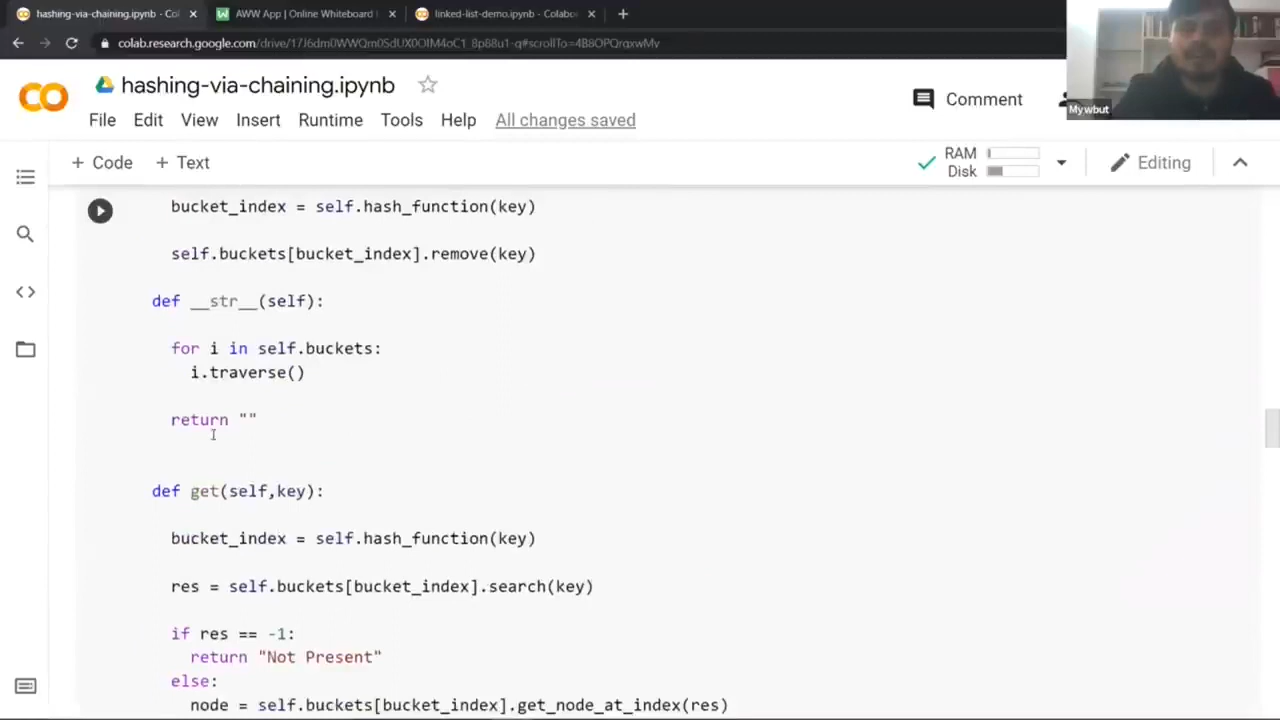 hashing-via-chaining.ipynb - Col
AWW App | Online Whiteboard
linked-list-demo.ipynb - Colabo
hashing-via-chaining.ipynb
Comment
Mywbut
File Edit View Insert Runtime Tools Help All changes saved
+ Code + Text
RAM
Disk
Editing
bucket_index = self.hash_function(key)
self.buckets[bucket_index].remove(key)
def __str__(self):
for i in self.buckets:
i.traverse()
return ""
def get(self,key):
bucket_index = self.hash_function(key)
res = self.buckets[bucket_index].search(key)
if res == -1:
return "Not Present"
else:
node = self.buckets[bucket_index].get_node_at_index(res)